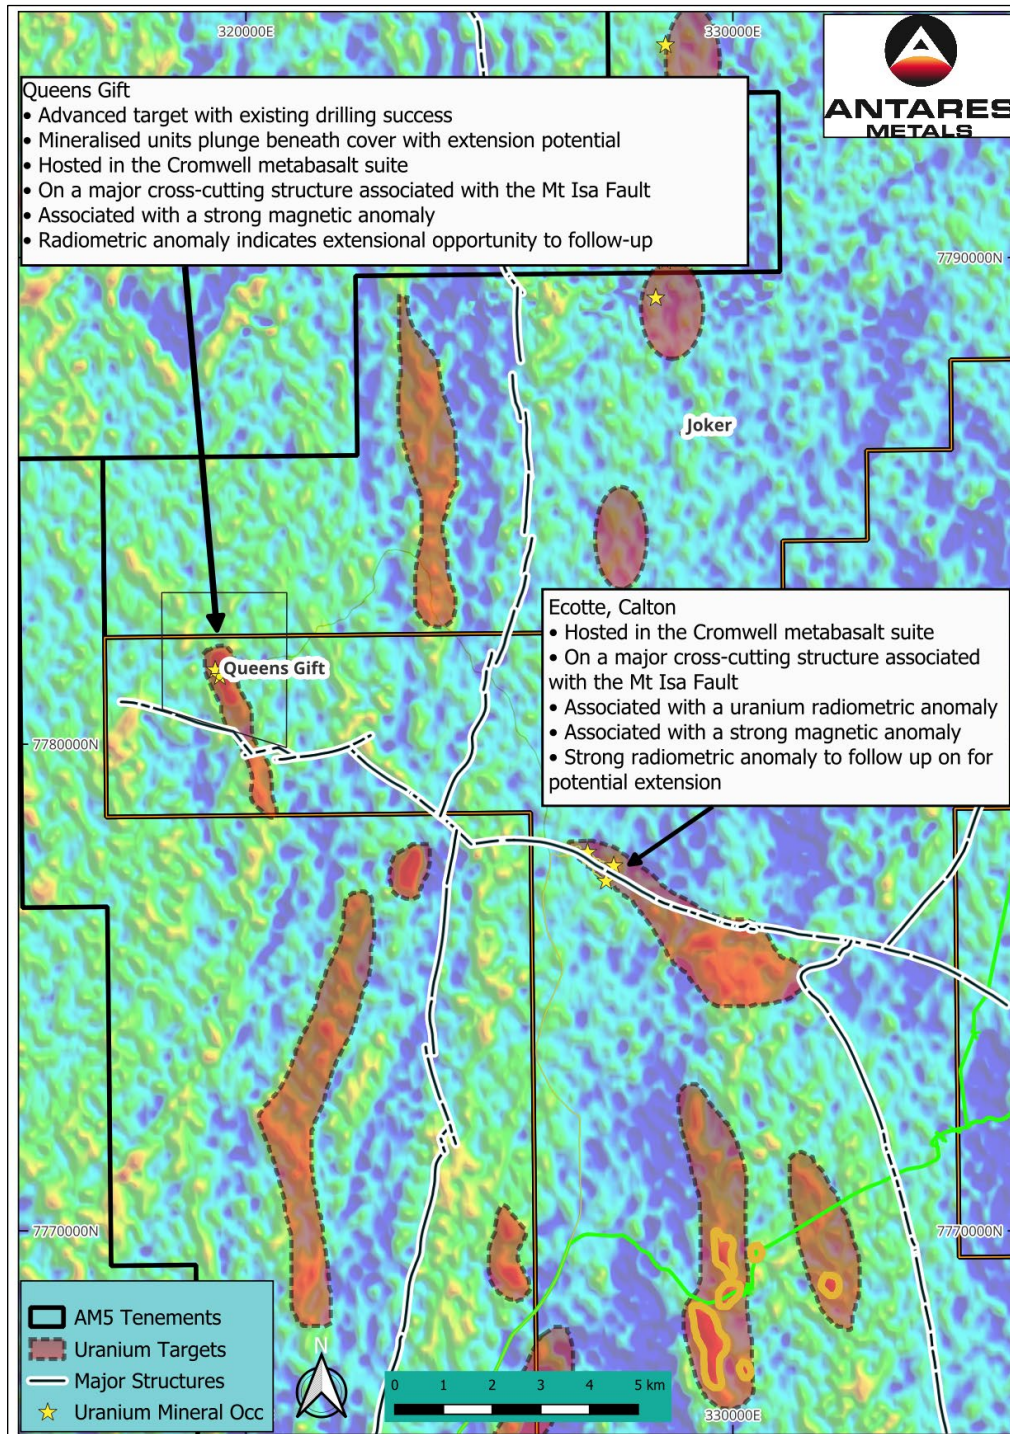 320000E
330000E
ANTARES
METALS
Queens Gift
• Advanced target with existing drilling success
• Mineralised units plunge beneath cover with extension potential
• Hosted in the Cromwell metabasalt suite
• On a major cross-cutting structure associated with the Mt Isa Fault
• Associated with a strong magnetic anomaly
• Radiometric anomaly indicates extensional opportunity to follow-up
7790000N
Joker
Ecotte, Calton
• Hosted in the Cromwell metabasalt suite
• On a major cross-cutting structure associated
with the Mt Isa Fault
• Associated with a uranium radiometric anomaly
• Associated with a strong magnetic anomaly
• Strong radiometric anomaly to follow up on for
potential extension
Queens Gift
7780000N
7770000N
7770000N
AM5 Tenements
Uranium Targets
Major Structures
Uranium Mineral Occ
N
0 1 2 3 4 5 km
330000E